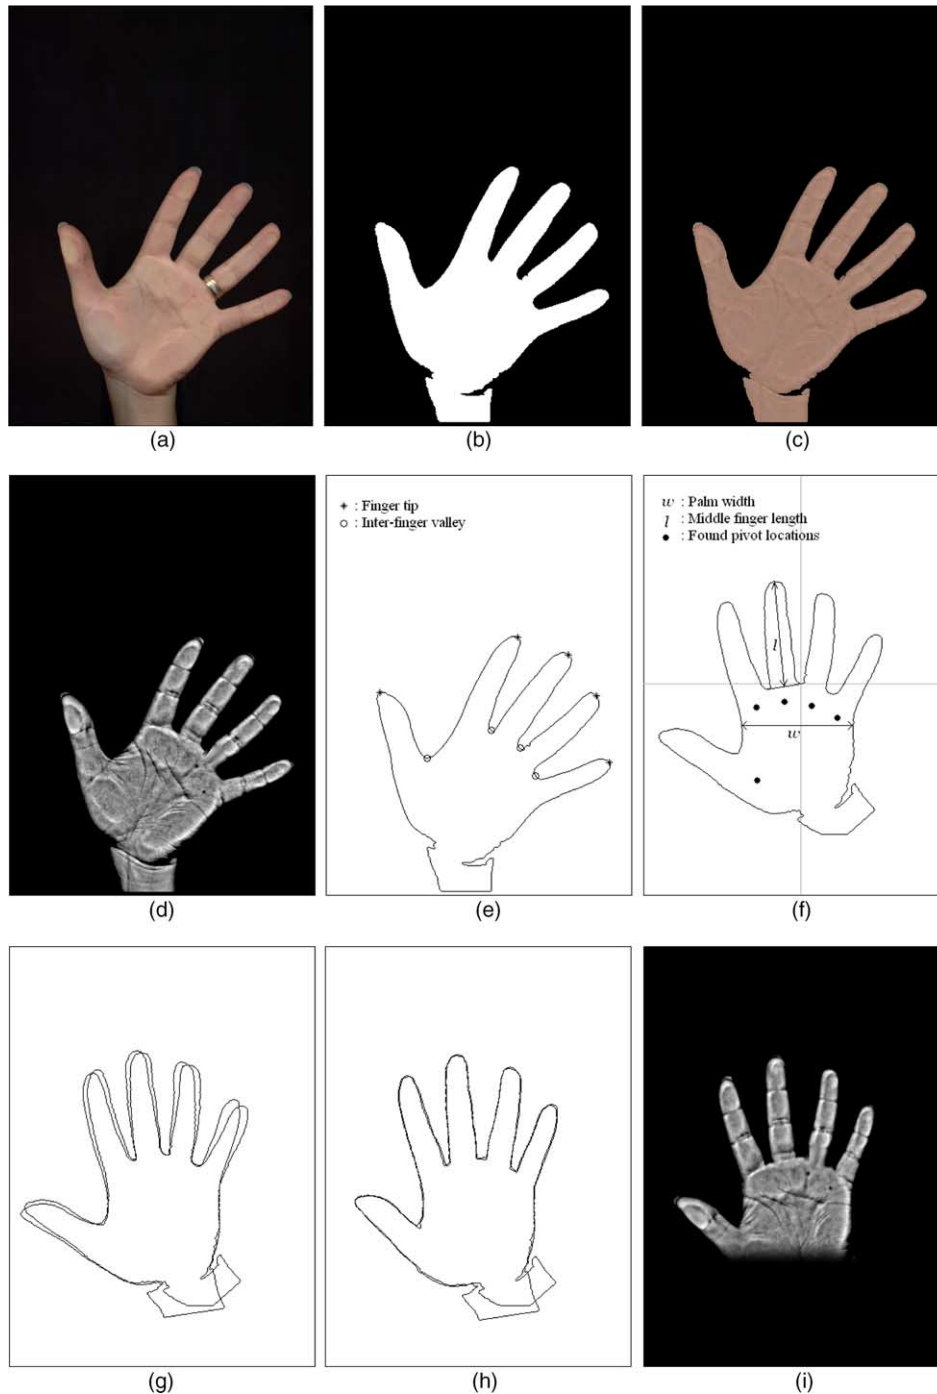 (a)
(b)
(c)
* : Finger tip
○ : Inter-finger valley
w : Palm width
l : Middle finger length
● : Found pivot locations
l
w
(d)
(e)
(f)
(g)
(h)
(i)